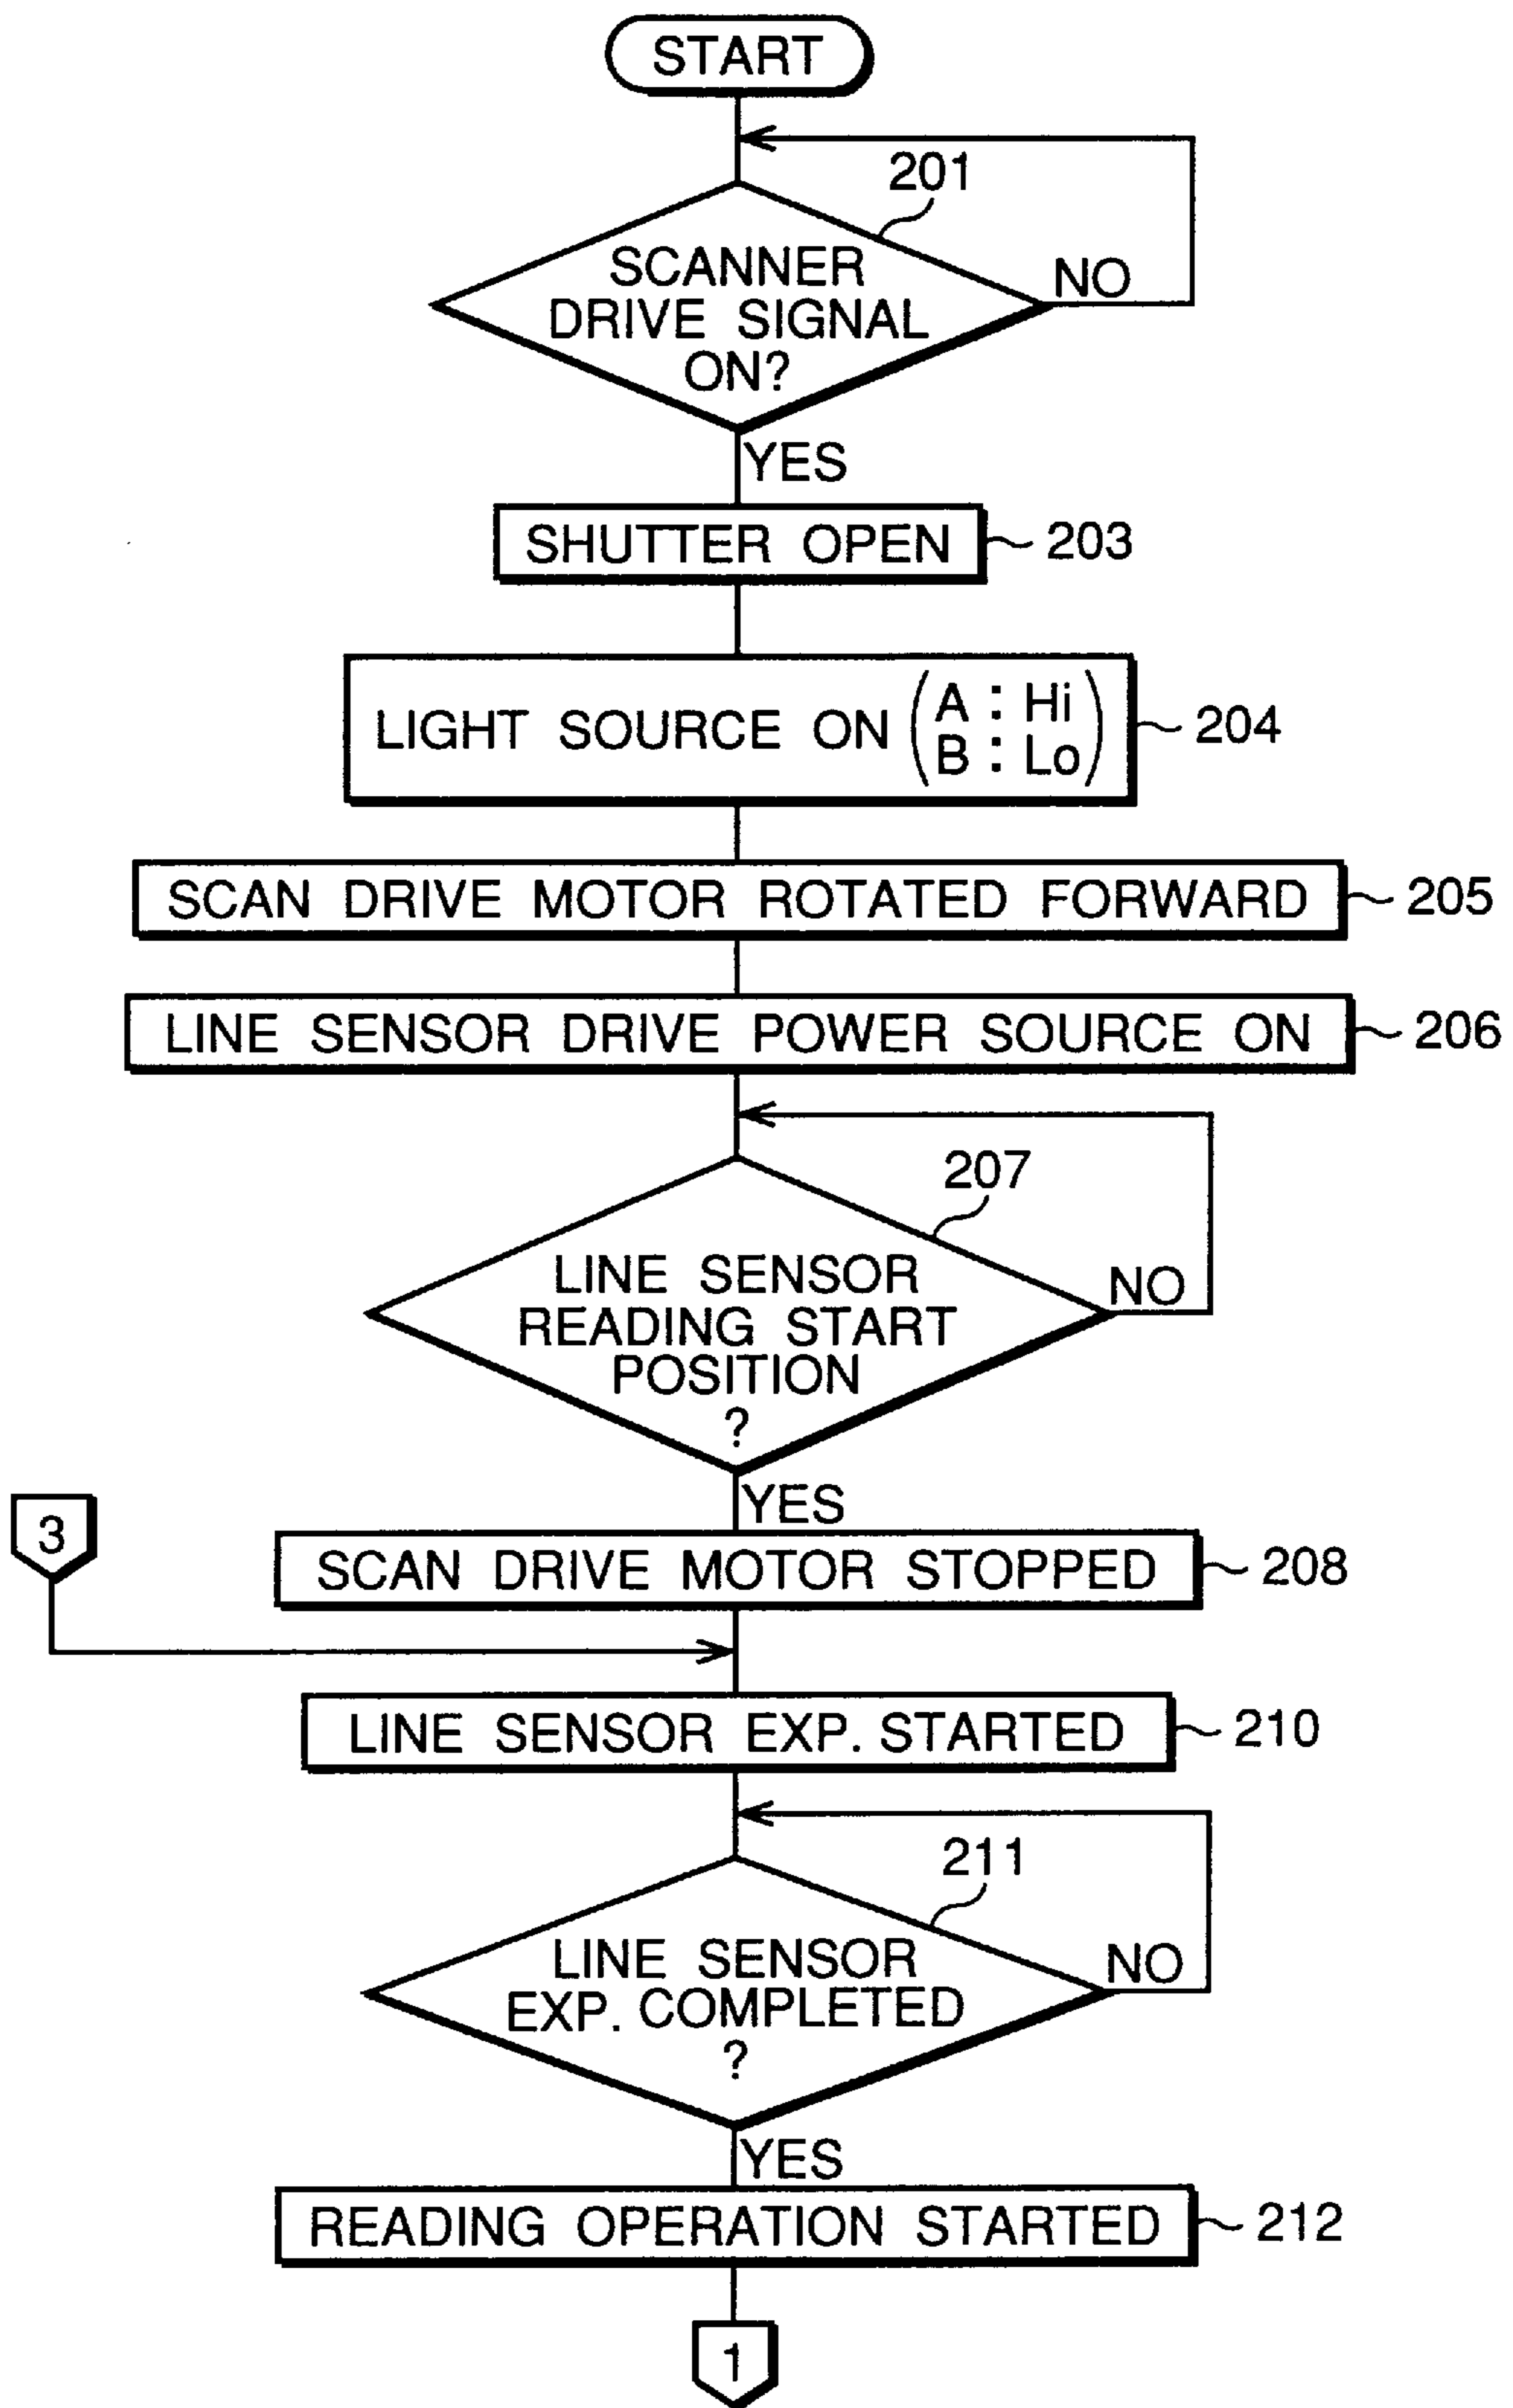 START
201
SCANNER
DRIVE SIGNAL
ON?
NO
YES
SHUTTER OPEN
203
LIGHT SOURCE ON (A : Hi
B : Lo)
204
SCAN DRIVE MOTOR ROTATED FORWARD
205
LINE SENSOR DRIVE POWER SOURCE ON
206
207
LINE SENSOR
READING START
POSITION
?
NO
YES
3
SCAN DRIVE MOTOR STOPPED
208
LINE SENSOR EXP. STARTED
210
211
LINE SENSOR
EXP. COMPLETED
?
NO
YES
READING OPERATION STARTED
212
1